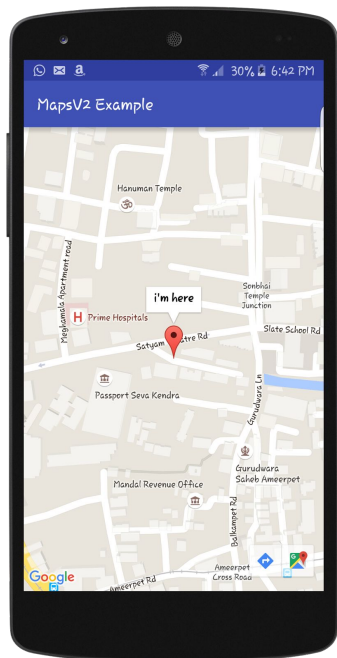 30% 6:42 PM
MapsV2 Example
Hanuman Temple
Meghamala Apartment road
i'm here
Sonbhai
Temple
Junction
H Prime Hospitals
Satyam
tre Rd
Slate School Rd
Passport Seva Kendra
Gurudwara Ln
Gurudwara
Saheb Ameerpet
Mandal Revenue Office
Balkampet Rd
Google
Ameerpet Rd
Ameerpet
Cross Road